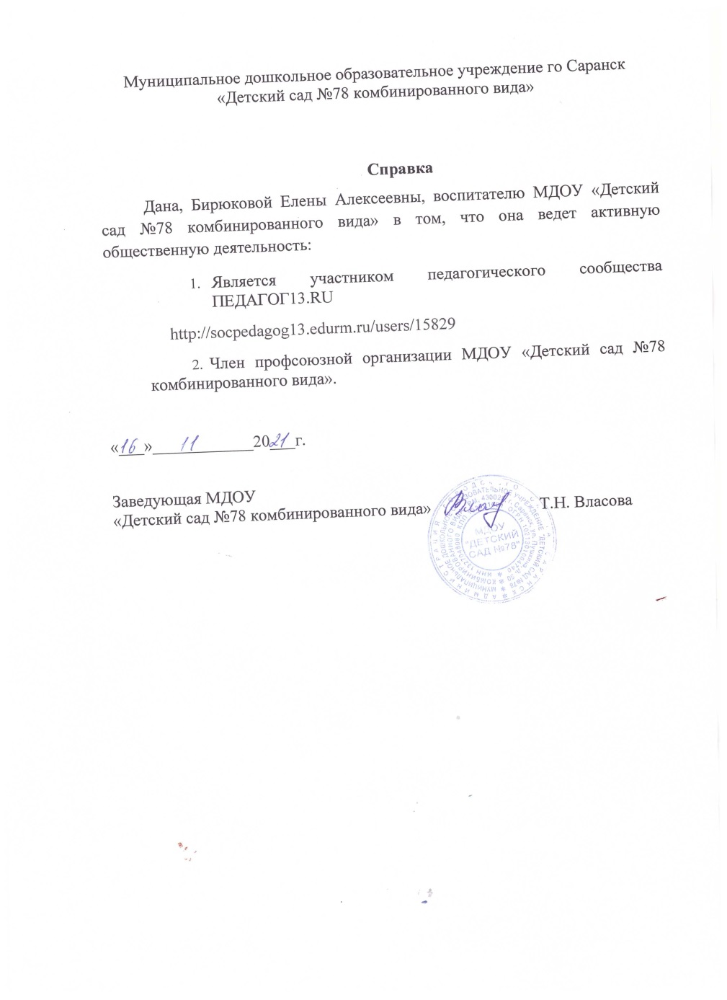 Муниципальное дошкольное образовательное учреждение го Саранск
«Детский сад №78 комбинированного вида»
Справка
Дана, Бирюковой Елены Алексеевны, воспитателю МДОУ «Детский
сад №78 комбинированного вида» в том, что она ведет активную
общественную деятельность:
1. Является участником педагогического сообщества
ПЕДАГОГ13.RU
http://socpedagog13.edurm.ru/users/15829
2. Член профсоюзной организации МДОУ «Детский сад №78
комбинированного вида».
«16» 11 2021 г.
Заведующая МДОУ
«Детский сад №78 комбинированного вида» Т.Н. Власова
МДОУ
"ДЕТСКИЙ
САД №78"